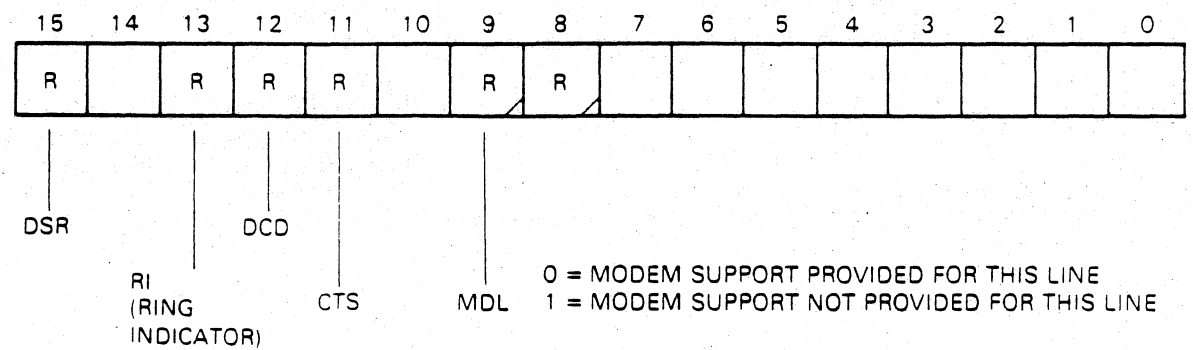 15 14 13 12 11 10 9 8 7 6 5 4 3 2 1 0
R R R R R R
DSR
DCD
RI
(RING
INDICATOR)
CTS
MDL
0 = MODEM SUPPORT PROVIDED FOR THIS LINE
1 = MODEM SUPPORT NOT PROVIDED FOR THIS LINE